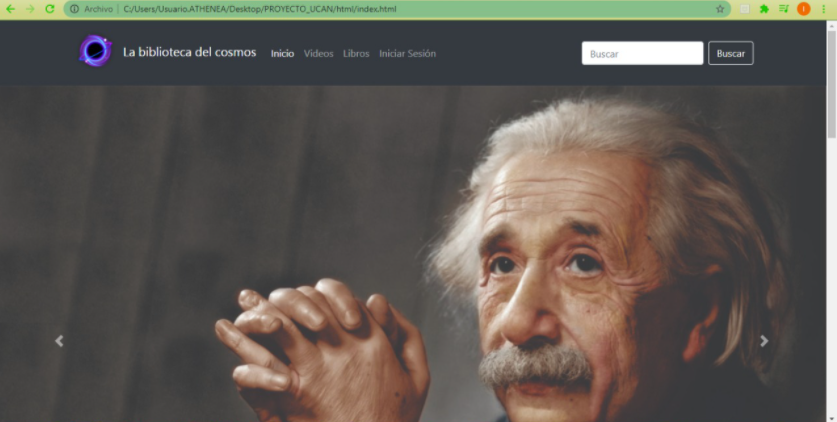 Archivo | C:/Users/Usuario.ATHENEA/Desktop/PROYECTO_UCAN/html/index.html
La biblioteca del cosmos Inicio Videos Libros Iniciar Sesión Buscar Buscar